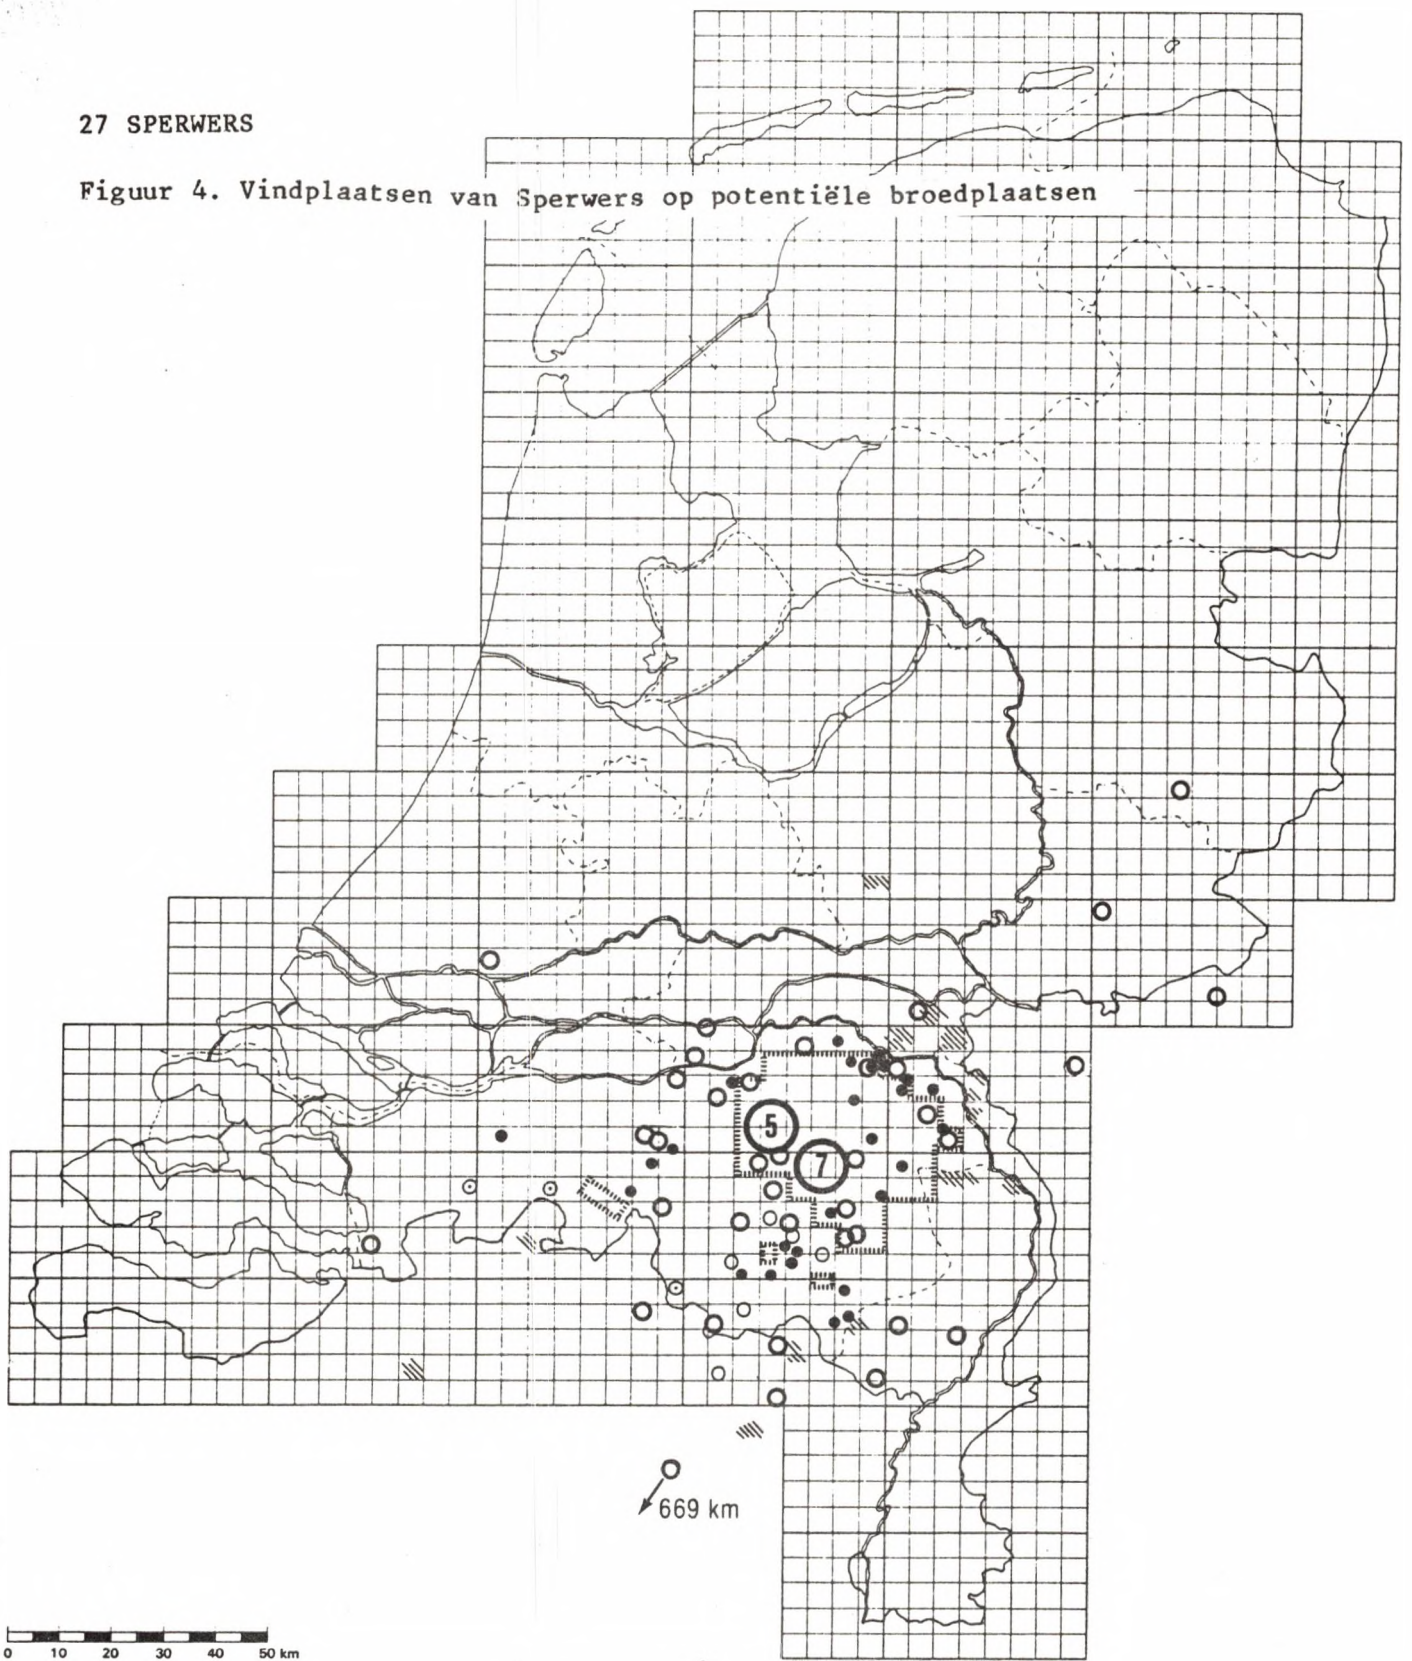 27 SPERWERS
Figuur 4. Vindplaatsen van Sperwers op potentiële broedplaatsen
5
7
669 km
0 10 20 30 40 50 km